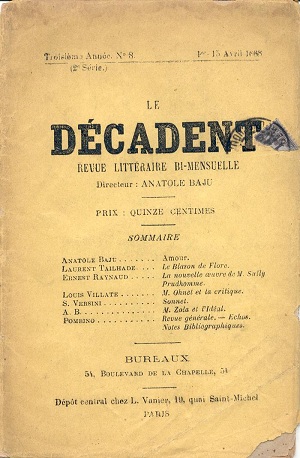 Troisième Année. N° 8. 1er-15 Avril 1888
(2e Série.)
LE
DÉCADENT
REVUE LITTÉRAIRE BI-MENSUELLE
Directeur : ANATOLE BAJU
PRIX : QUINZE CENTIMES
SOMMAIRE
ANATOLE BAJU . . . . . . Amour.
LAURENT TAILHADE . . . Le Blason de Flore.
ERNEST RAYNAUD . . . . La nouvelle œuvre de M. Sully
Prudhomme.
LOUIS VILLATE . . . . . . M. Ohnet et la critique.
S. VERSINI . . . . . . . . Sonnet.
A. B. . . . . . . . . . . M. Zola et l'Idéal.
POMBINO . . . . . . . . . Revue générale. — Echos.
Notes Bibliographiques.
BUREAUX
54, BOULEVARD DE LA CHAPELLE, 54
Dépôt central chez L. Vanier, 19, quai Saint-Michel
PARIS